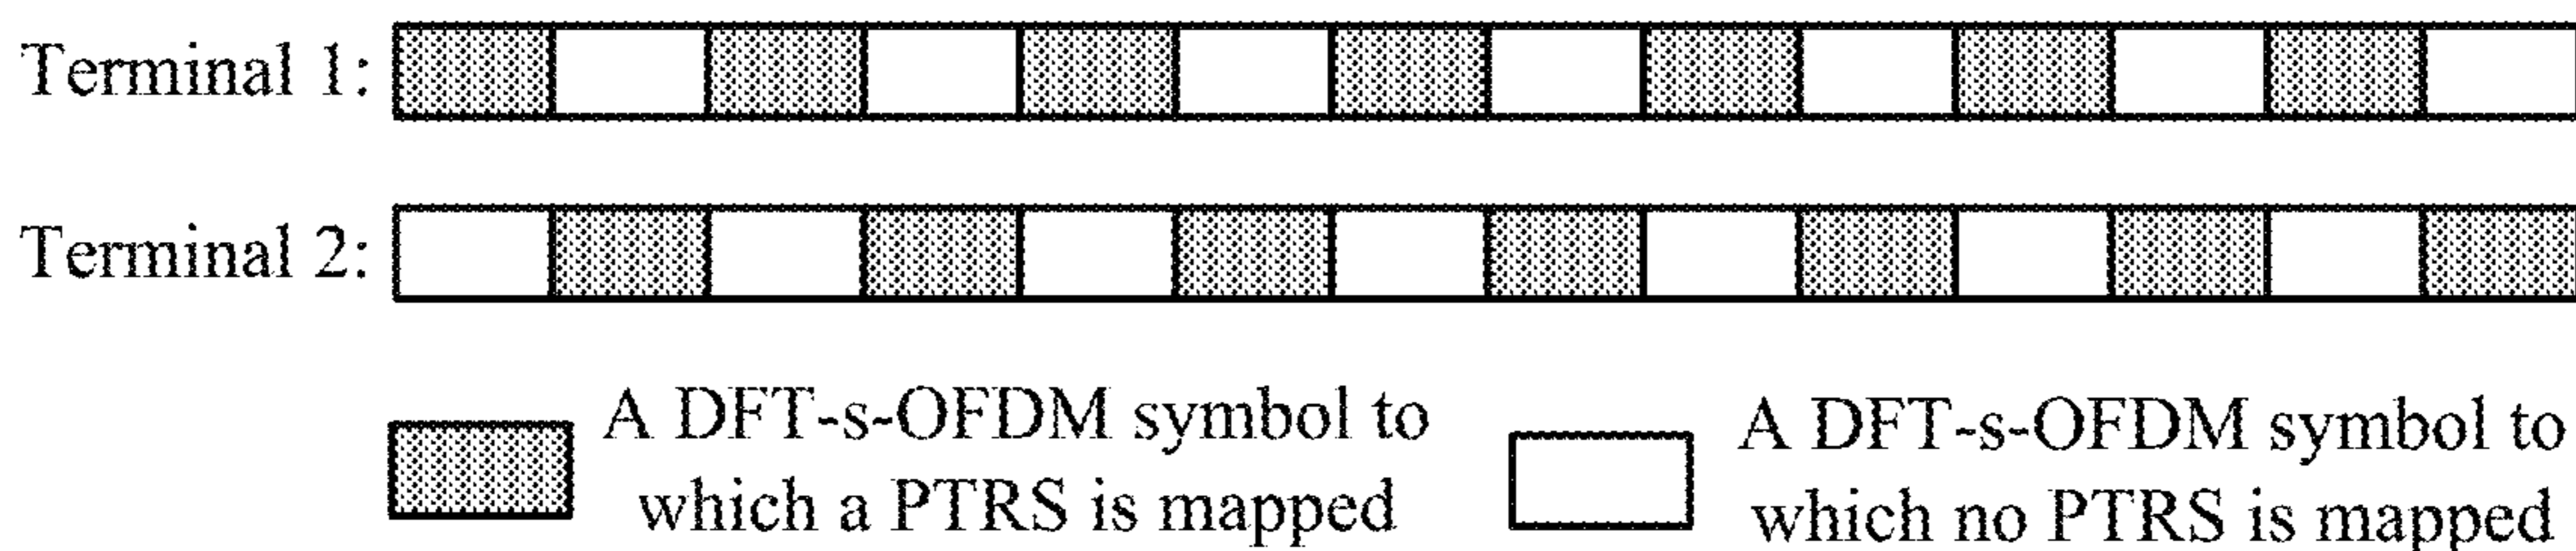 Terminal 1:
Terminal 2:
A DFT-s-OFDM symbol to
which a PTRS is mapped
A DFT-s-OFDM symbol to
which no PTRS is mapped